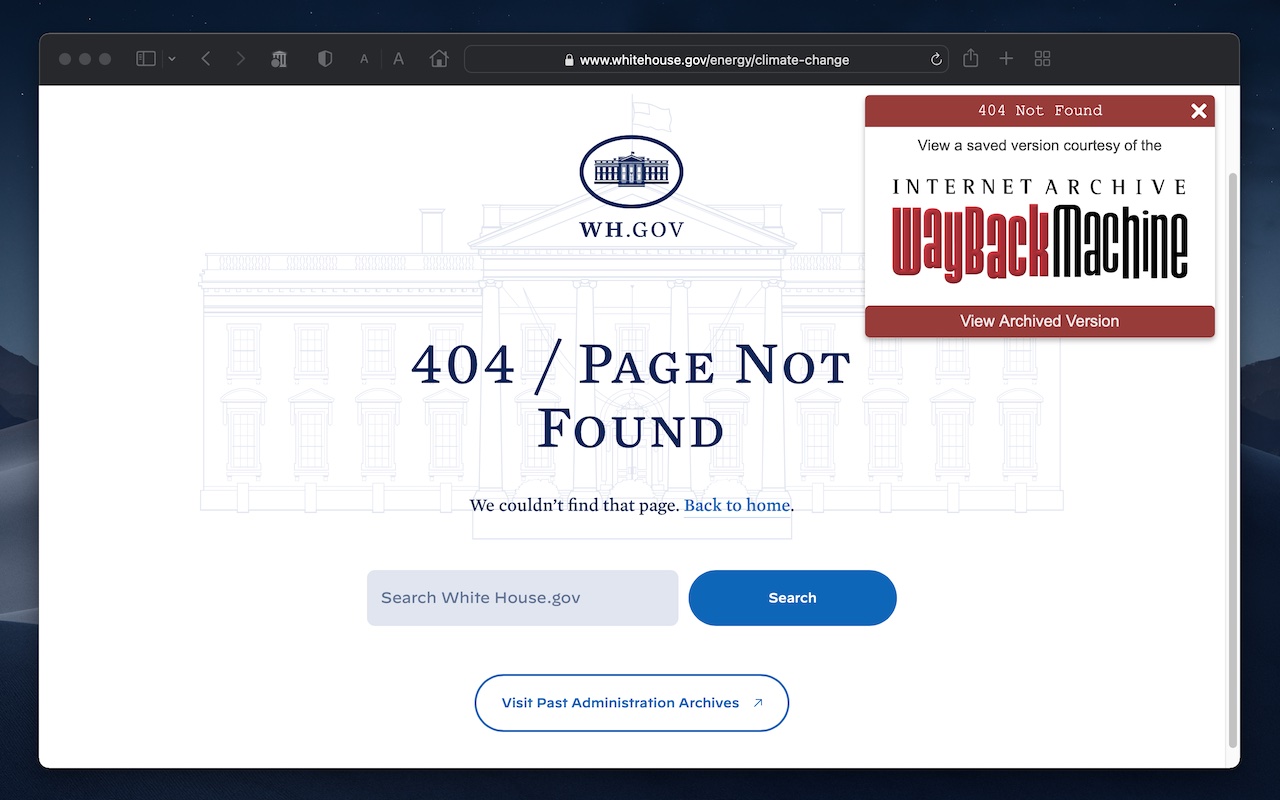 A A
www.whitehouse.gov/energy/climate-change
404 Not Found
View a saved version courtesy of the
INTERNET ARCHIVE
WayBackMachine
View Archived Version
WH.GOV
404 / Page Not
Found
We couldn’t find that page. Back to home.
Search White House.gov
Search
Visit Past Administration Archives